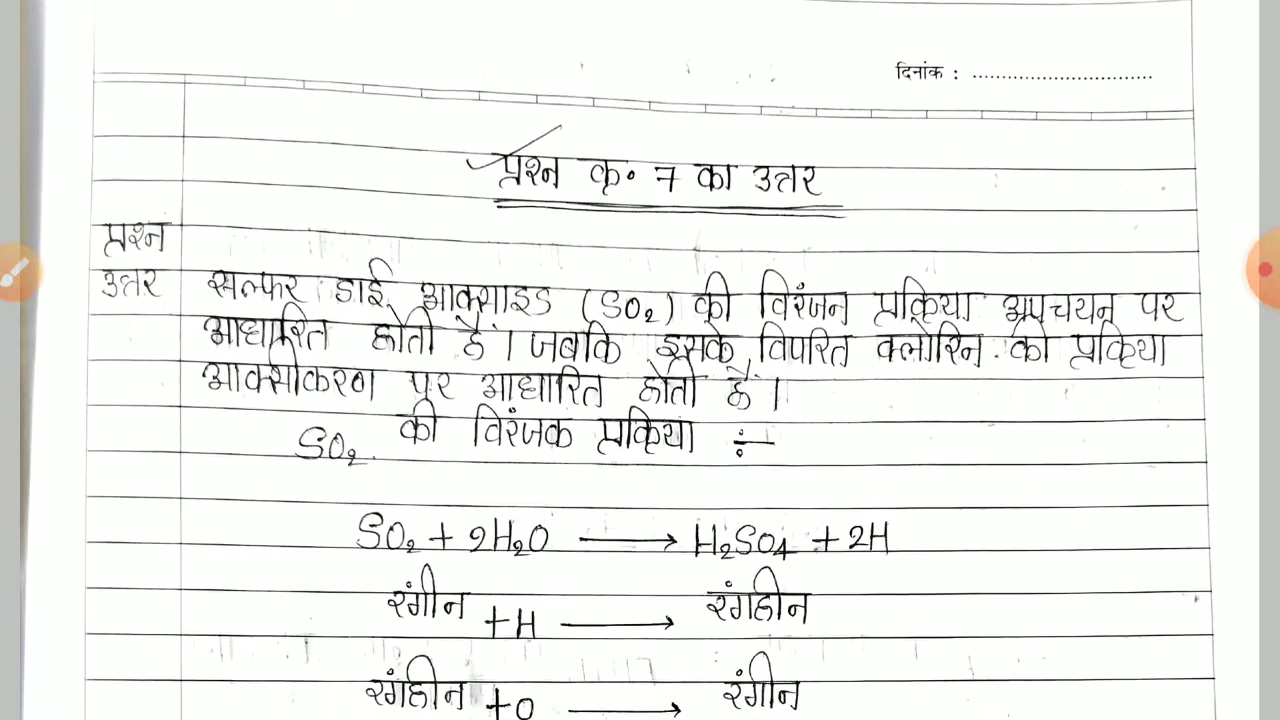 दिनांक : ..............................
प्रश्न कृ. 7 का उत्तर
प्रश्न
उत्तर सल्फर डाई आक्साइड (SO₂) की विरंजन प्रक्रिया अपचयन पर
आधारित होती है । जबकि इसके विपरित क्लोरिन की प्रकिया
आक्सीकरण पर आधारित होती है ।
SO₂ की विरंजक प्रकिया :-
SO₂ + 2H₂O ⟶ H₂SO₄ + 2H
रंगीन + H ⟶ रंगहीन
रंगहीन + O ⟶ रंगीन